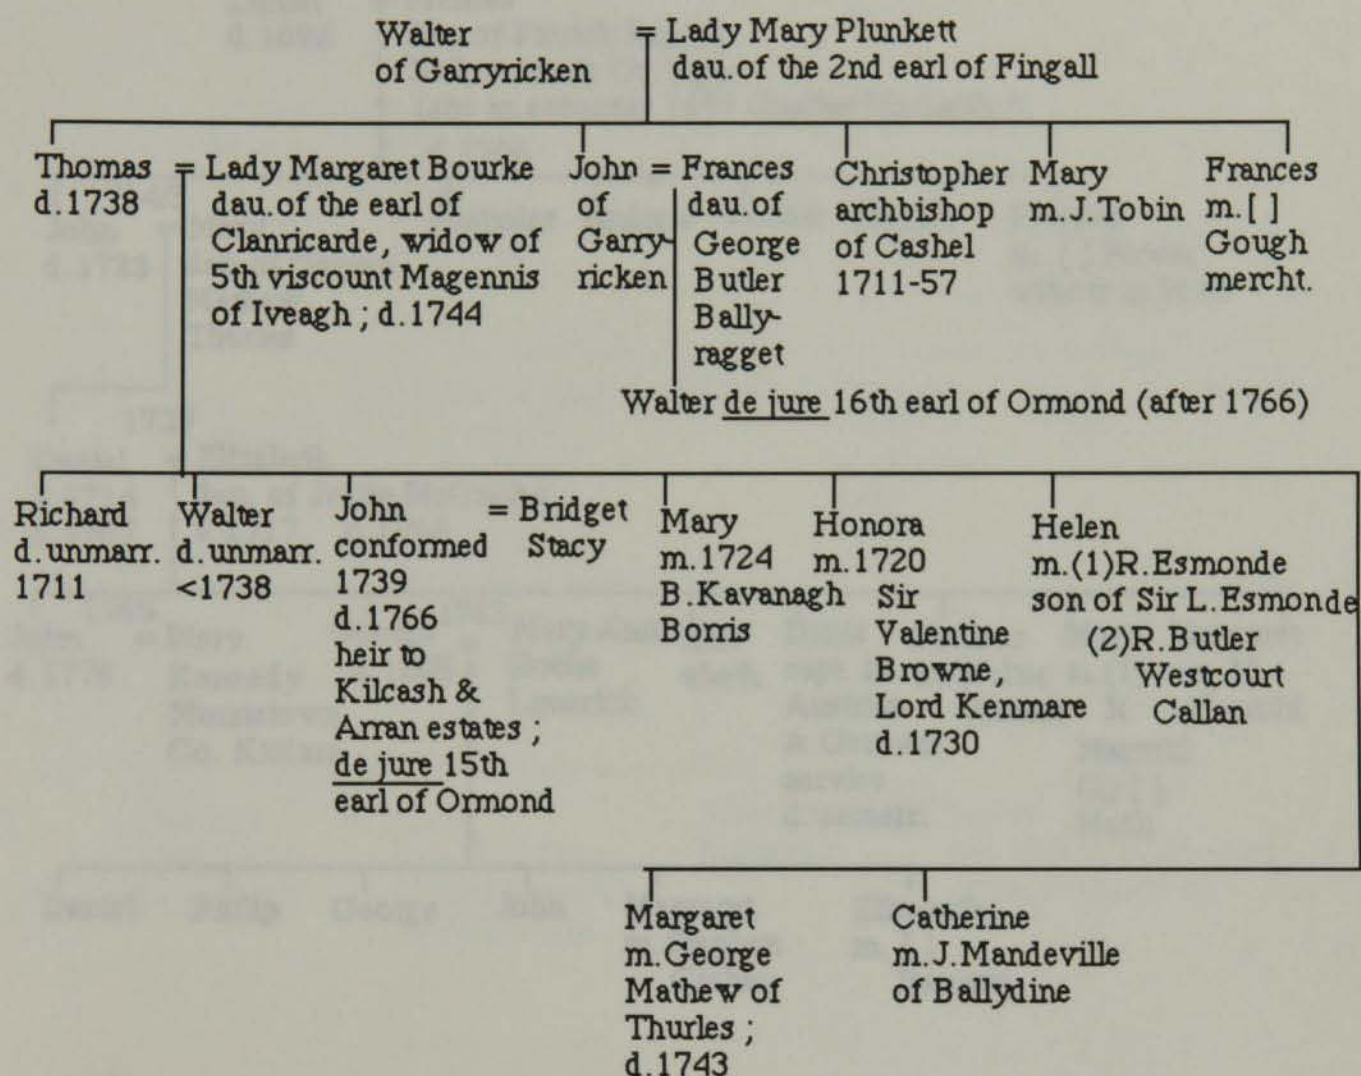 Walter = Lady Mary Plunkett
of Garryricken dau.of the 2nd earl of Fingall
Thomas = Lady Margaret Bourke
d.1738 dau.of the earl of
Clanricarde, widow of
5th viscount Magennis
of Iveagh ; d.1744
John = Frances
of dau.of
Garry- George
ricken Butler
Bally-
ragget
Christopher
archbishop
of Cashel
1711-57
Mary
m.J.Tobin
Frances
m.[ ]
Gough
mercht.
Walter de jure 16th earl of Ormond (after 1766)
Richard
d.unmarr.
1711
Walter
d.unmarr.
<1738
John = Bridget
conformed Stacy
1739
d.1766
heir to
Kilcash &
Arran estates ;
de jure 15th
earl of Ormond
Mary
m.1724
B.Kavanagh
Borris
Honora
m.1720
Sir
Valentine
Browne,
Lord Kenmare
d.1730
Helen
m.(1)R.Esmonde
son of Sir L.Esmonde
(2)R.Butler
Westcourt
Callan
Margaret
m.George
Mathew of
Thurles ;
d.1743
Catherine
m.J.Mandeville
of Ballydine